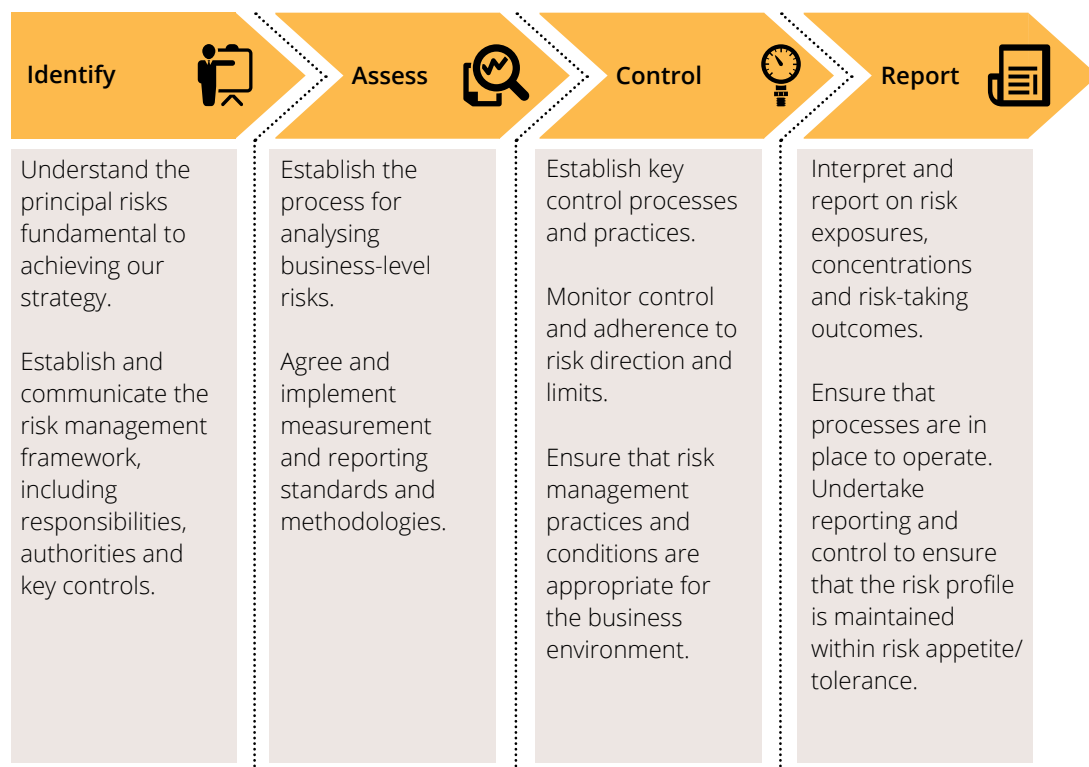 Identify
Understand the
principal risks
fundamental to
achieving our
strategy.
Establish and
communicate the
risk management
framework,
including
responsibilities,
authorities and
key controls.
Assess
Establish the
process for
analysing
business-level
risks.
Agree and
implement
measurement
and reporting
standards and
methodologies.
Control
Establish key
control processes
and practices.
Monitor control
and adherence to
risk direction and
limits.
Ensure that risk
management
practices and
conditions are
appropriate for
the business
environment.
Report
Interpret and
report on risk
exposures,
concentrations
and risk-taking
outcomes.
Ensure that
processes are in
place to operate.
Undertake
reporting and
control to ensure
that the risk profile
is maintained
within risk appetite/
tolerance.